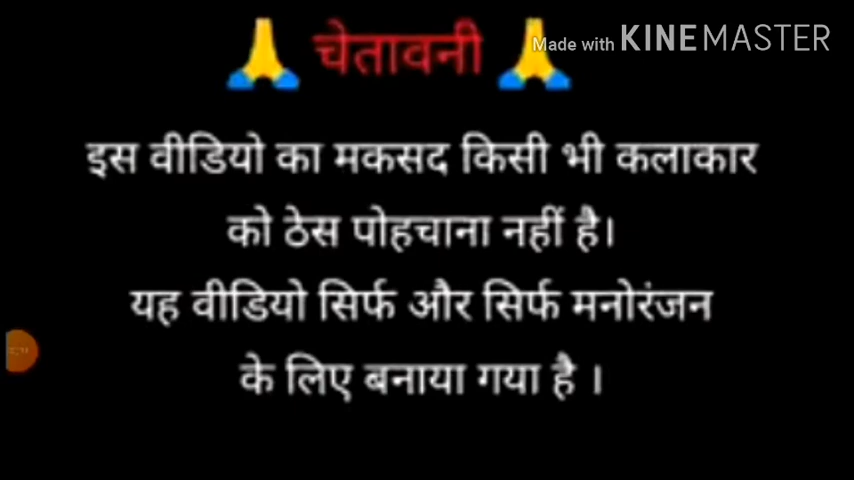 🙏 चेतावनी 🙏
Made with KINEMASTER
इस वीडियो का मकसद किसी भी कलाकार
को ठेस पोहचाना नहीं है।
यह वीडियो सिर्फ और सिर्फ मनोरंजन
के लिए बनाया गया है ।